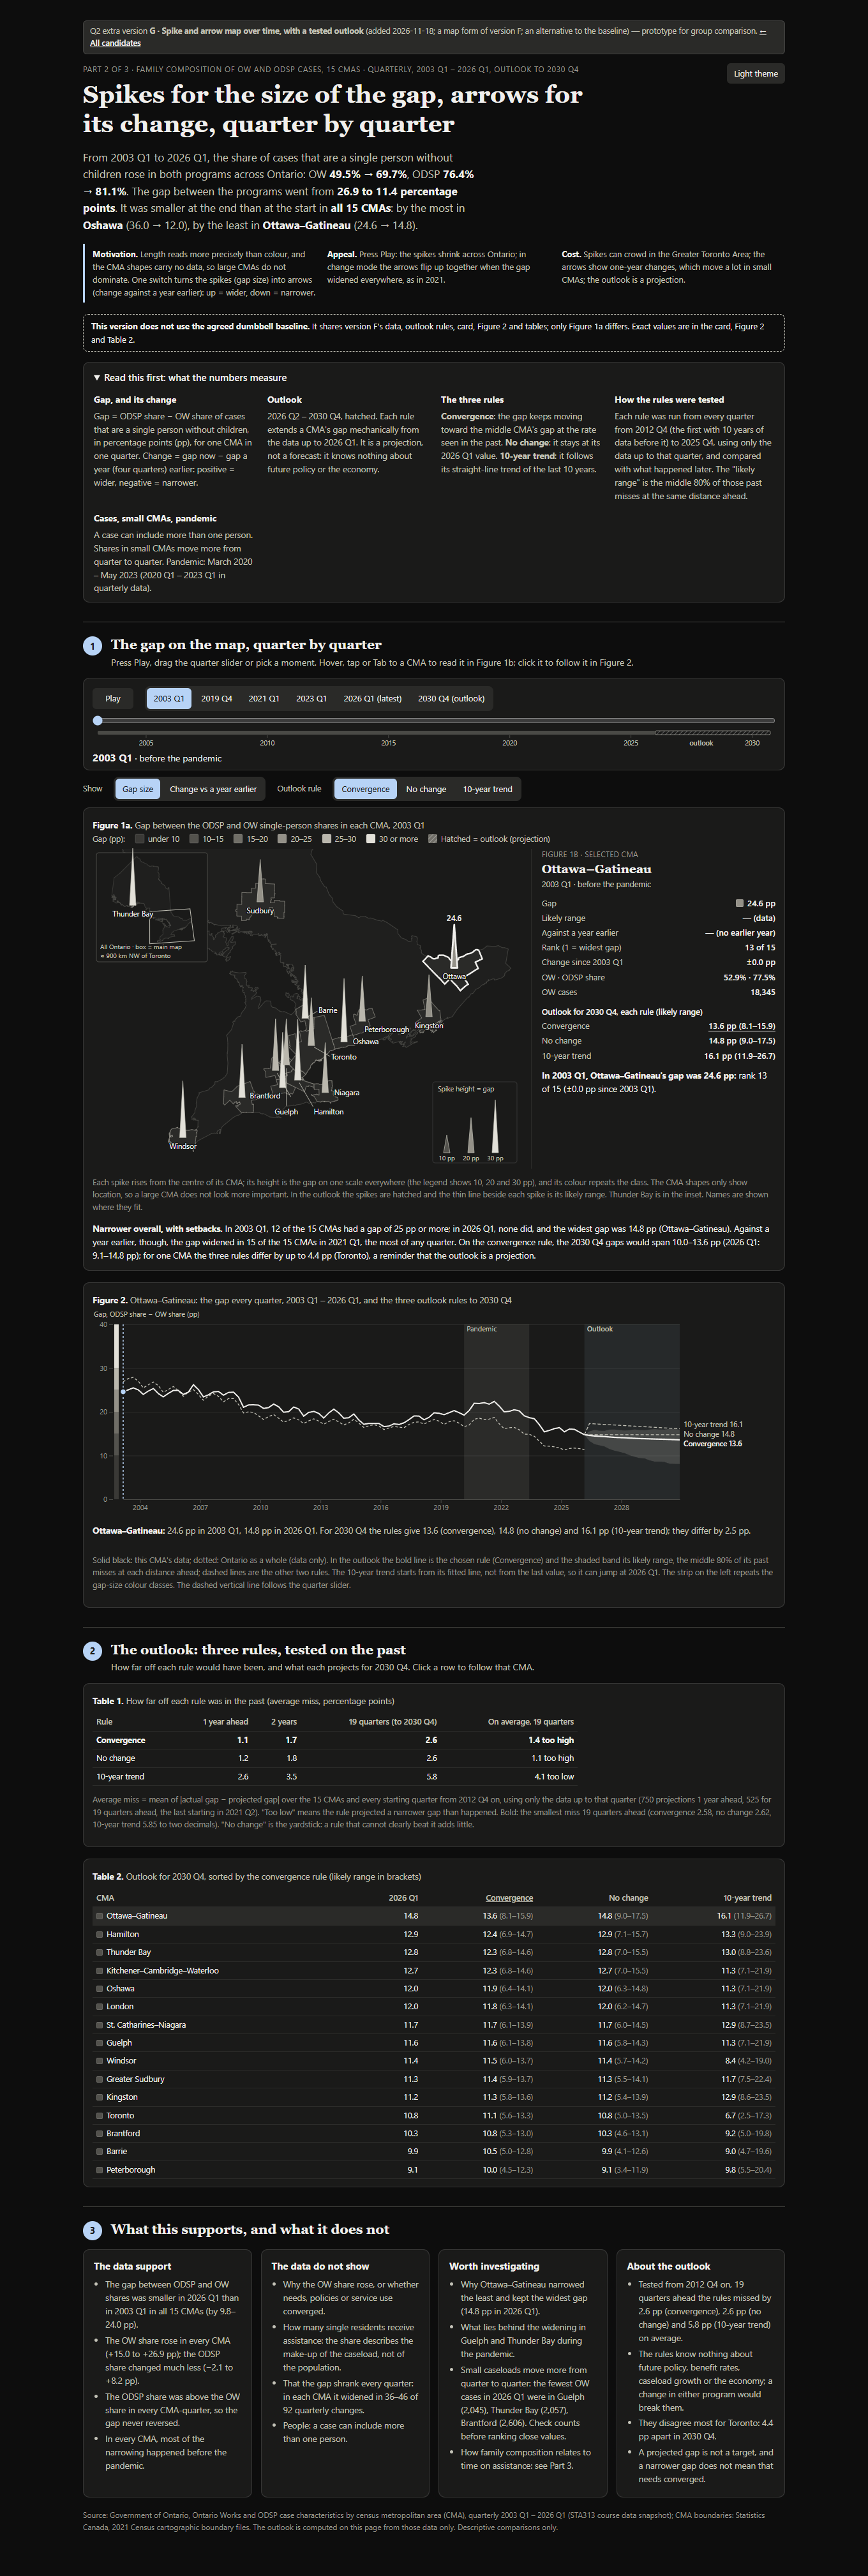 Q2 extra version G · Spike and arrow map over time, with a tested outlook (added 2026-11-18; a map form of version F; an alternative to the baseline) — prototype for group comparison. ←
All candidates
PART 2 OF 3 · FAMILY COMPOSITION OF OW AND ODSP CASES, 15 CMAS · QUARTERLY, 2003 Q1 – 2026 Q1, OUTLOOK TO 2030 Q4
Light theme
Spikes for the size of the gap, arrows for
its change, quarter by quarter
From 2003 Q1 to 2026 Q1, the share of cases that are a single person without
children rose in both programs across Ontario: OW 49.5% → 69.7%, ODSP 76.4%
→ 81.1%. The gap between the programs went from 26.9 to 11.4 percentage
points. It was smaller at the end than at the start in all 15 CMAs: by the most in
Oshawa (36.0 → 12.0), by the least in Ottawa–Gatineau (24.6 → 14.8).
Motivation. Length reads more precisely than colour, and
the CMA shapes carry no data, so large CMAs do not
dominate. One switch turns the spikes (gap size) into arrows
(change against a year earlier): up = wider, down = narrower.
Appeal. Press Play: the spikes shrink across Ontario; in
change mode the arrows flip up together when the gap
widened everywhere, as in 2021.
Cost. Spikes can crowd in the Greater Toronto Area; the
arrows show one-year changes, which move a lot in small
CMAs; the outlook is a projection.
This version does not use the agreed dumbbell baseline. It shares version F's data, outlook rules, card, Figure 2 and tables; only Figure 1a differs. Exact values are in the card, Figure 2
and Table 2.
▼ Read this first: what the numbers measure
Gap, and its change
Gap = ODSP share − OW share of cases
that are a single person without children,
in percentage points (pp), for one CMA in
one quarter. Change = gap now − gap a
year (four quarters) earlier: positive =
wider, negative = narrower.
Outlook
2026 Q2 – 2030 Q4, hatched. Each rule
extends a CMA's gap mechanically from
the data up to 2026 Q1. It is a projection,
not a forecast: it knows nothing about
future policy or the economy.
The three rules
Convergence: the gap keeps moving
toward the middle CMA's gap at the rate
seen in the past. No change: it stays at its
2026 Q1 value. 10-year trend: it follows
its straight-line trend of the last 10 years.
How the rules were tested
Each rule was run from every quarter
from 2012 Q4 (the first with 10 years of
data before it) to 2025 Q4, using only the
data up to that quarter, and compared
with what happened later. The "likely
range" is the middle 80% of those past
misses at the same distance ahead.
Cases, small CMAs, pandemic
A case can include more than one person.
Shares in small CMAs move more from
quarter to quarter. Pandemic: March 2020
– May 2023 (2020 Q1 – 2023 Q1 in
quarterly data).
1 The gap on the map, quarter by quarter
Press Play, drag the quarter slider or pick a moment. Hover, tap or Tab to a CMA to read it in Figure 1b; click it to follow it in Figure 2.
Play 2003 Q1 2019 Q4 2021 Q1 2023 Q1 2026 Q1 (latest) 2030 Q4 (outlook)
2005 2010 2015 2020 2025 outlook 2030
2003 Q1 · before the pandemic
Show Gap size Change vs a year earlier Outlook rule Convergence No change 10-year trend
Figure 1a. Gap between the ODSP and OW single-person shares in each CMA, 2003 Q1
Gap (pp): under 10 10–15 15–20 20–25 25–30 30 or more Hatched = outlook (projection)
Thunder Bay
All Ontario · box = main map
≈ 900 km NW of Toronto
Sudbury
24.6
Ottawa
Barrie
Peterborough
Kingston
Oshawa
Toronto
Brantford
Niagara
Guelph
Hamilton
Windsor
Spike height = gap
10 pp 20 pp 30 pp
FIGURE 1B · SELECTED CMA
Ottawa–Gatineau
2003 Q1 · before the pandemic
Gap 24.6 pp
Likely range — (data)
Against a year earlier — (no earlier year)
Rank (1 = widest gap) 13 of 15
Change since 2003 Q1 ±0.0 pp
OW · ODSP share 52.9% · 77.5%
OW cases 18,345
Outlook for 2030 Q4, each rule (likely range)
Convergence 13.6 pp (8.1–15.9)
No change 14.8 pp (9.0–17.5)
10-year trend 16.1 pp (11.9–26.7)
In 2003 Q1, Ottawa–Gatineau's gap was 24.6 pp: rank 13
of 15 (±0.0 pp since 2003 Q1).
Each spike rises from the centre of its CMA; its height is the gap on one scale everywhere (the legend shows 10, 20 and 30 pp), and its colour repeats the class. The CMA shapes only show
location, so a large CMA does not look more important. In the outlook the spikes are hatched and the thin line beside each spike is its likely range. Thunder Bay is in the inset. Names are shown
where they fit.
Narrower overall, with setbacks. In 2003 Q1, 12 of the 15 CMAs had a gap of 25 pp or more; in 2026 Q1, none did, and the widest gap was 14.8 pp (Ottawa–Gatineau). Against a
year earlier, though, the gap widened in 15 of the 15 CMAs in 2021 Q1, the most of any quarter. On the convergence rule, the 2030 Q4 gaps would span 10.0–13.6 pp (2026 Q1:
9.1–14.8 pp); for one CMA the three rules differ by up to 4.4 pp (Toronto), a reminder that the outlook is a projection.
Figure 2. Ottawa–Gatineau: the gap every quarter, 2003 Q1 – 2026 Q1, and the three outlook rules to 2030 Q4
Gap, ODSP share − OW share (pp)
40
30
20
10
0
Pandemic
Outlook
10-year trend 16.1
No change 14.8
Convergence 13.6
2004 2007 2010 2013 2016 2019 2022 2025 2028
Ottawa–Gatineau: 24.6 pp in 2003 Q1, 14.8 pp in 2026 Q1. For 2030 Q4 the rules give 13.6 (convergence), 14.8 (no change) and 16.1 pp (10-year trend); they differ by 2.5 pp.
Solid black: this CMA's data; dotted: Ontario as a whole (data only). In the outlook the bold line is the chosen rule (Convergence) and the shaded band its likely range, the middle 80% of its past
misses at each distance ahead; dashed lines are the other two rules. The 10-year trend starts from its fitted line, not from the last value, so it can jump at 2026 Q1. The strip on the left repeats the
gap-size colour classes. The dashed vertical line follows the quarter slider.
2 The outlook: three rules, tested on the past
How far off each rule would have been, and what each projects for 2030 Q4. Click a row to follow that CMA.
Table 1. How far off each rule was in the past (average miss, percentage points)
Rule 1 year ahead 2 years 19 quarters (to 2030 Q4) On average, 19 quarters
Convergence 1.1 1.7 2.6 1.4 too high
No change 1.2 1.8 2.6 1.1 too high
10-year trend 2.6 3.5 5.8 4.1 too low
Average miss = mean of |actual gap − projected gap| over the 15 CMAs and every starting quarter from 2012 Q4 on, using only the data up to that quarter (750 projections 1 year ahead, 525 for
19 quarters ahead, the last starting in 2021 Q2). "Too low" means the rule projected a narrower gap than happened. Bold: the smallest miss 19 quarters ahead (convergence 2.58, no change 2.62,
10-year trend 5.85 to two decimals). "No change" is the yardstick: a rule that cannot clearly beat it adds little.
Table 2. Outlook for 2030 Q4, sorted by the convergence rule (likely range in brackets)
CMA 2026 Q1 Convergence No change 10-year trend
Ottawa–Gatineau 14.8 13.6 (8.1–15.9) 14.8 (9.0–17.5) 16.1 (11.9–26.7)
Hamilton 12.9 12.4 (6.9–14.7) 12.9 (7.1–15.7) 13.3 (9.0–23.9)
Thunder Bay 12.8 12.3 (6.8–14.6) 12.8 (7.0–15.5) 13.0 (8.8–23.6)
Kitchener–Cambridge–Waterloo 12.7 12.3 (6.8–14.6) 12.7 (7.0–15.5) 11.3 (7.1–21.9)
Oshawa 12.0 11.9 (6.4–14.1) 12.0 (6.3–14.8) 11.3 (7.1–21.9)
London 12.0 11.8 (6.3–14.1) 12.0 (6.2–14.7) 11.3 (7.1–21.9)
St. Catharines–Niagara 11.7 11.7 (6.1–13.9) 11.7 (6.0–14.5) 12.9 (8.7–23.5)
Guelph 11.6 11.6 (6.1–13.8) 11.6 (5.8–14.3) 11.3 (7.1–21.9)
Windsor 11.4 11.5 (6.0–13.7) 11.4 (5.7–14.2) 8.4 (4.2–19.0)
Greater Sudbury 11.3 11.4 (5.9–13.7) 11.3 (5.5–14.1) 11.7 (7.5–22.4)
Kingston 11.2 11.3 (5.8–13.6) 11.2 (5.4–13.9) 12.9 (8.6–23.5)
Toronto 10.8 11.1 (5.6–13.3) 10.8 (5.0–13.5) 6.7 (2.5–17.3)
Brantford 10.3 10.8 (5.3–13.0) 10.3 (4.6–13.1) 9.2 (5.0–19.8)
Barrie 9.9 10.5 (5.0–12.8) 9.9 (4.1–12.6) 9.0 (4.7–19.6)
Peterborough 9.1 10.0 (4.5–12.3) 9.1 (3.4–11.9) 9.8 (5.5–20.4)
3 What this supports, and what it does not
The data support
• The gap between ODSP and OW
shares was smaller in 2026 Q1 than
in 2003 Q1 in all 15 CMAs (by 9.8–
24.0 pp).
• The OW share rose in every CMA
(+15.0 to +26.9 pp); the ODSP
share changed much less (−2.1 to
+8.2 pp).
• The ODSP share was above the OW
share in every CMA-quarter, so the
gap never reversed.
• In every CMA, most of the
narrowing happened before the
pandemic.
The data do not show
• Why the OW share rose, or whether
needs, policies or service use
converged.
• How many single residents receive
assistance: the share describes the
make-up of the caseload, not of
the population.
• That the gap shrank every quarter:
in each CMA it widened in 36–46 of
92 quarterly changes.
• People: a case can include more
than one person.
Worth investigating
• Why Ottawa–Gatineau narrowed
the least and kept the widest gap
(14.8 pp in 2026 Q1).
• What lies behind the widening in
Guelph and Thunder Bay during
the pandemic.
• Small caseloads move more from
quarter to quarter: the fewest OW
cases in 2026 Q1 were in Guelph
(2,045), Thunder Bay (2,057),
Brantford (2,606). Check counts
before ranking close values.
• How family composition relates to
time on assistance: see Part 3.
About the outlook
• Tested from 2012 Q4 on, 19
quarters ahead the rules missed by
2.6 pp (convergence), 2.6 pp (no
change) and 5.8 pp (10-year trend)
on average.
• The rules know nothing about
future policy, benefit rates,
caseload growth or the economy; a
change in either program would
break them.
• They disagree most for Toronto: 4.4
pp apart in 2030 Q4.
• A projected gap is not a target, and
a narrower gap does not mean that
needs converged.
Source: Government of Ontario, Ontario Works and ODSP case characteristics by census metropolitan area (CMA), quarterly 2003 Q1 – 2026 Q1 (STA313 course data snapshot); CMA boundaries: Statistics
Canada, 2021 Census cartographic boundary files. The outlook is computed on this page from those data only. Descriptive comparisons only.